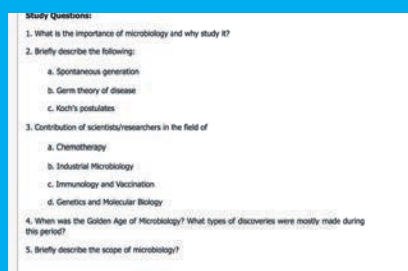 Study Questions:
1. What is the importance of microbiology and why study it?
2. Briefly describe the following:
a. Spontaneous generation
b. Germ theory of disease
c. Koch's postulates
3. Contribution of scientists/researchers in the field of
a. Chemotherapy
b. Industrial Microbiology
c. Immunology and Vaccination
d. Genetics and Molecular Biology
4. When was the Golden Age of Microbiology? What types of discoveries were mostly made during
this period?
5. Briefly describe the scope of microbiology?